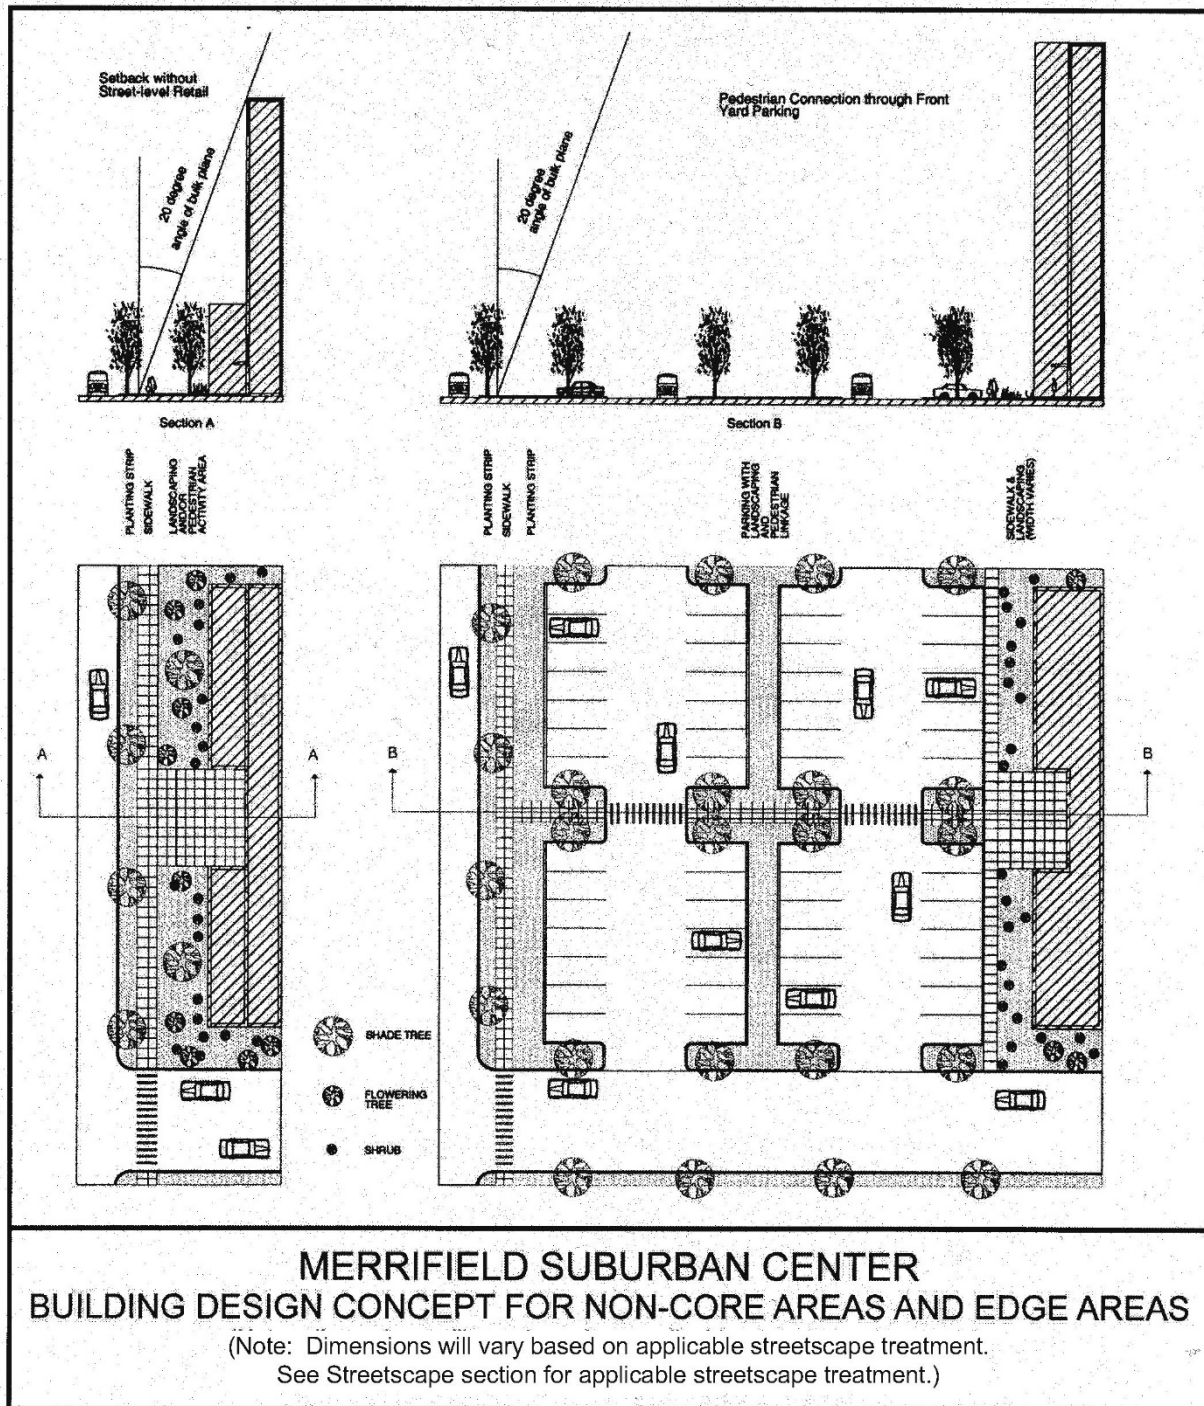 Setback without
Street-level Retail
20 degree
angle of bulk plane
Pedestrian Connection through Front
Yard Parking
20 degree
angle of bulk plane
Section A
Section B
PLANTING STRIP
SIDEWALK
LANDSCAPING
AND/OR
PEDESTRIAN
ACTIVITY AREA
PLANTING STRIP
SIDEWALK
PLANTING STRIP
PARKING WITH
LANDSCAPING
AND
PEDESTRIAN
LINKAGE
SIDEWALK &
LANDSCAPING
(WIDTH VARIES)
A
A
B
B
SHADE TREE
FLOWERING
TREE
SHRUB
MERRIFIELD SUBURBAN CENTER
BUILDING DESIGN CONCEPT FOR NON-CORE AREAS AND EDGE AREAS
(Note: Dimensions will vary based on applicable streetscape treatment.
See Streetscape section for applicable streetscape treatment.)